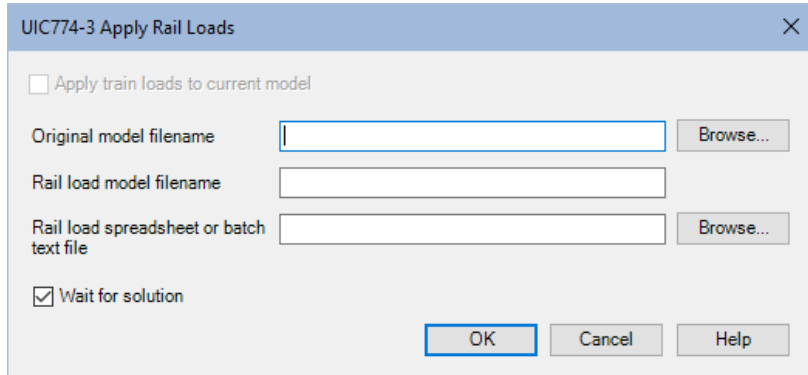 UIC774-3 Apply Rail Loads
Apply train loads to current model
Original model filename
Browse...
Rail load model filename
Rail load spreadsheet or batch
text file
Browse...
Wait for solution
OK
Cancel
Help